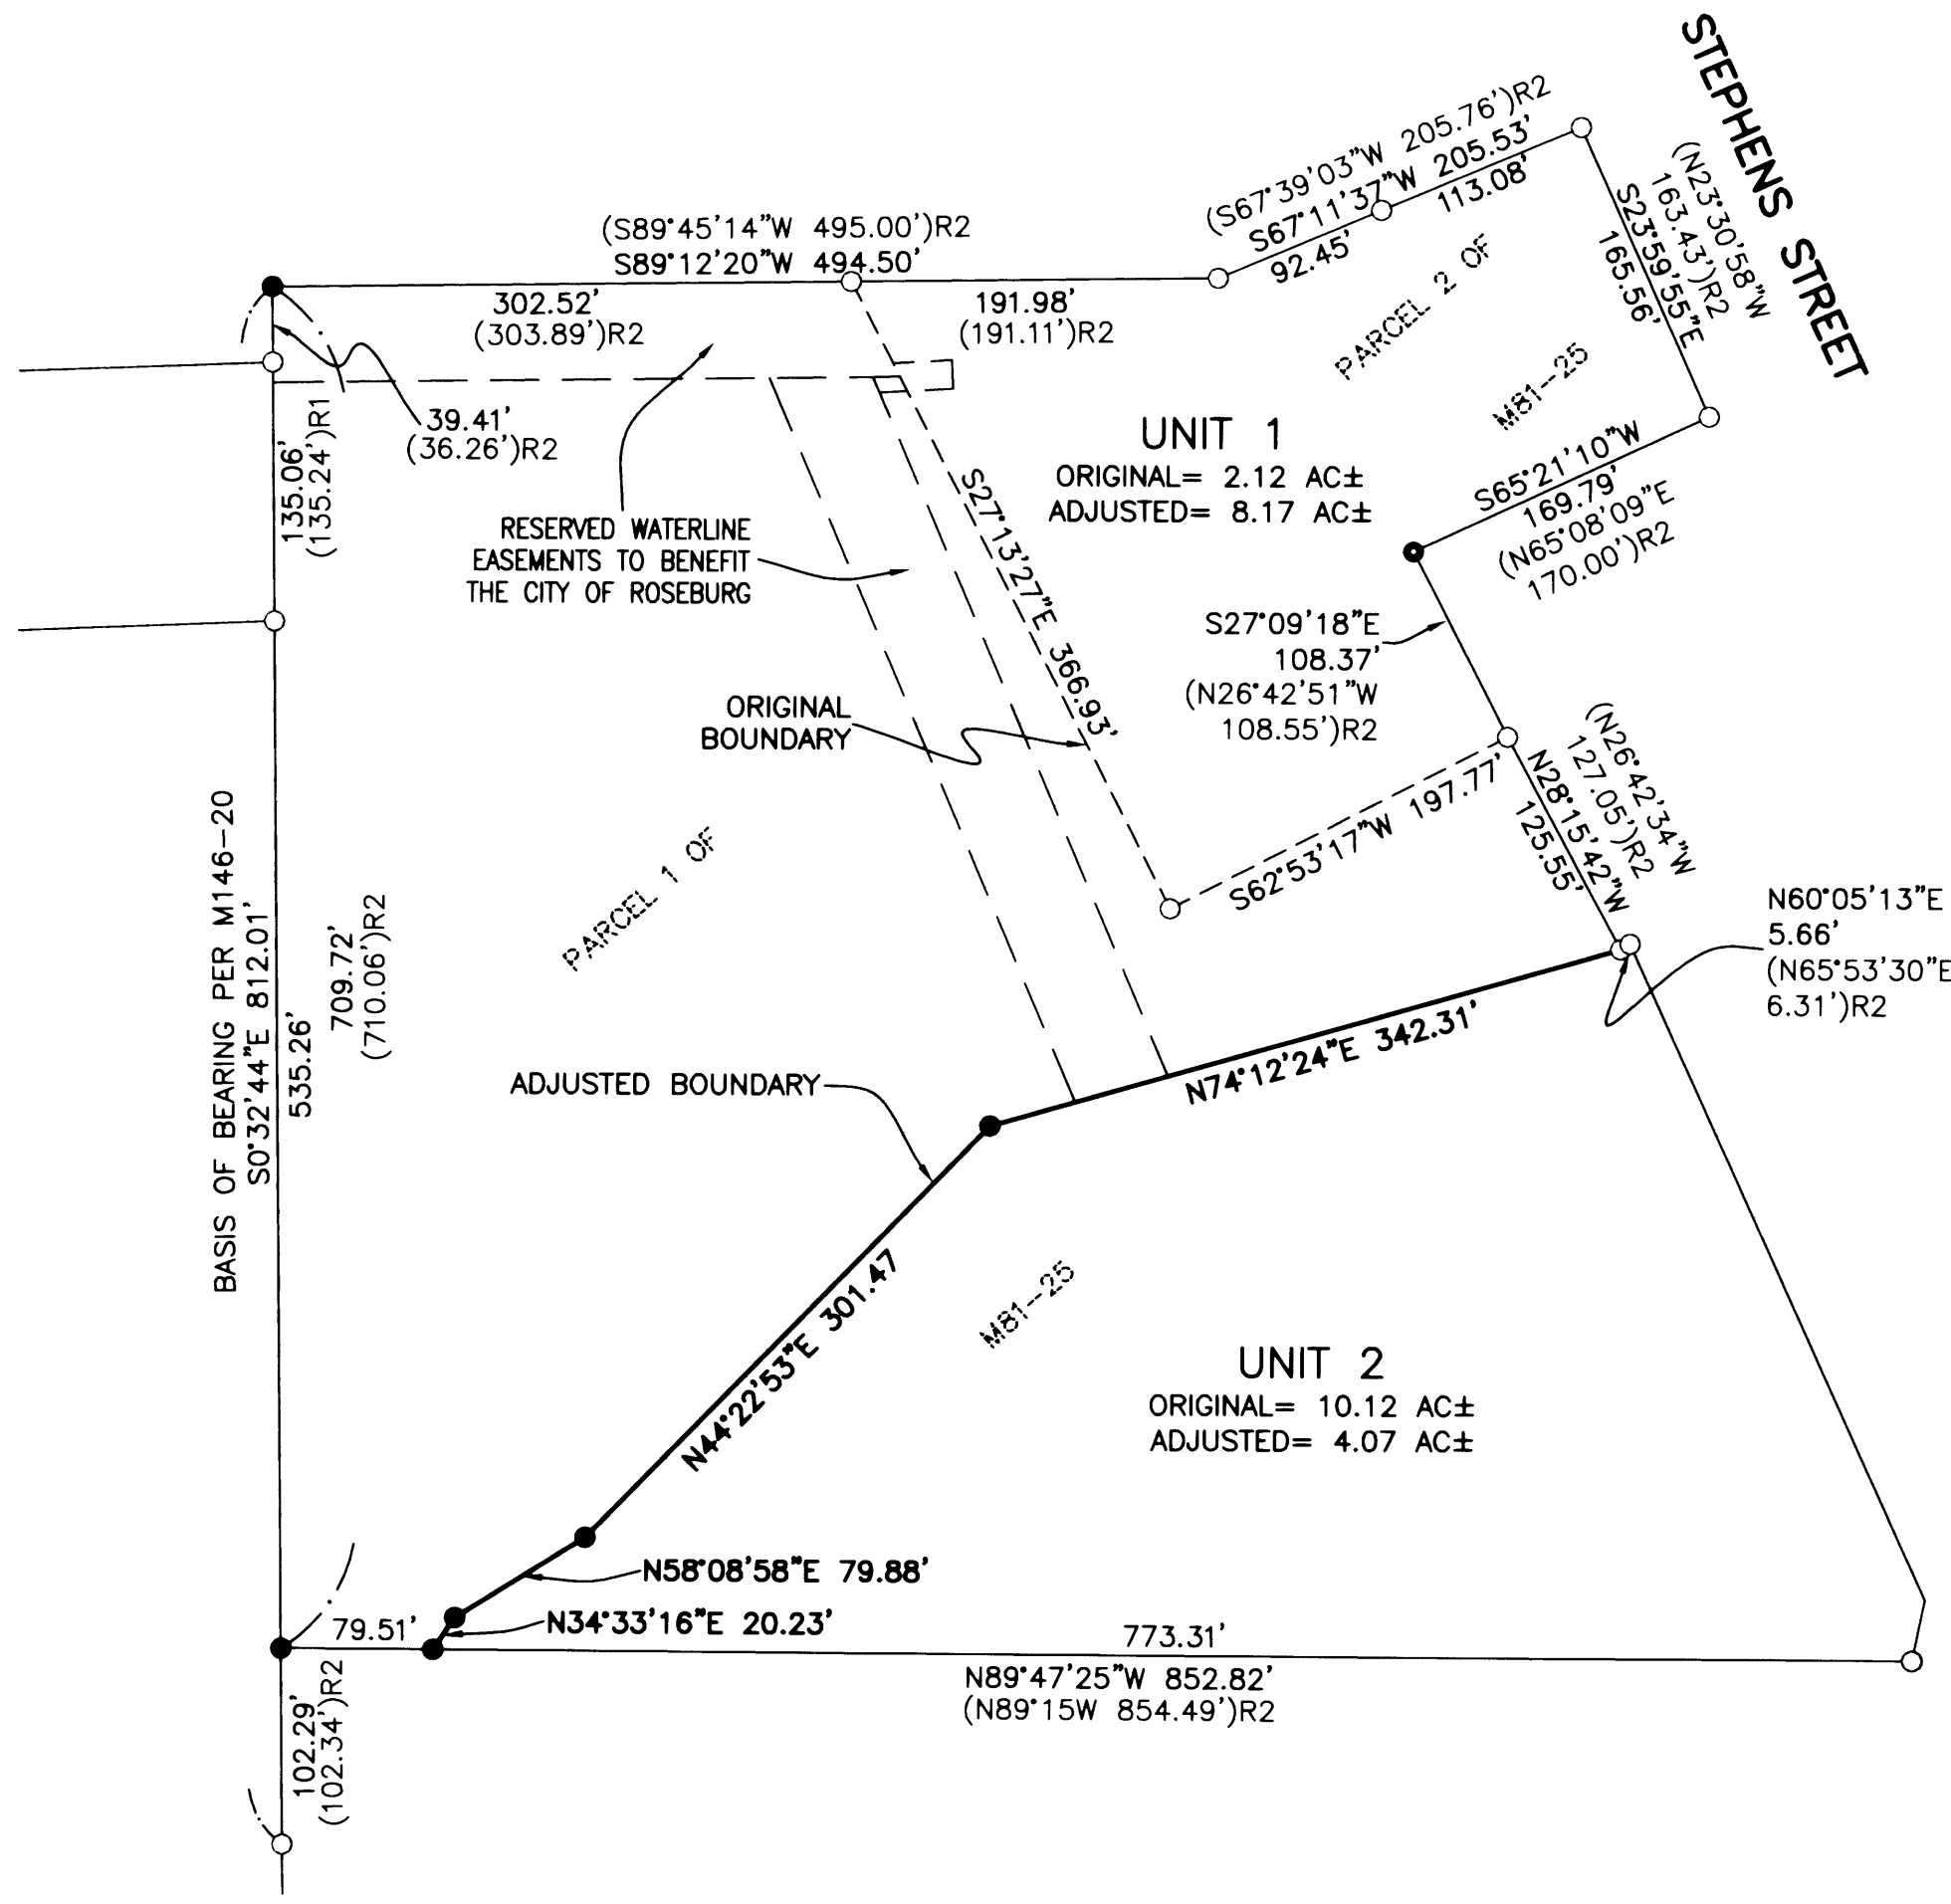 STEPHENS STREET
(S67°39'03"W 205.76')R2
S67°11'37"W 205.53'
113.08'
92.45'
(N23°30'58"W
163.43')R2
S23°59'55"E
165.56'
(S89°45'14"W 495.00')R2
S89°12'20"W 494.50'
302.52'
(303.89')R2
191.98'
(191.11')R2
PARCEL 2 OF
M81-25
39.41'
(36.26')R2
135.06'
(135.24')R1
UNIT 1
ORIGINAL= 2.12 AC±
ADJUSTED= 8.17 AC±
S65°21'10"W
169.79'
(N65°08'09"E
170.00')R2
RESERVED WATERLINE
EASEMENTS TO BENEFIT
THE CITY OF ROSEBURG
S27°13'27"E 366.93'
S27°09'18"E
108.37'
(N26°42'51"W
108.55')R2
ORIGINAL
BOUNDARY
(N26°42'34"W
127.05')R2
N28°15'42"W
125.55'
S62°53'17"W 197.77'
N60°05'13"E
5.66'
(N65°53'30"E
6.31')R2
PARCEL 1 OF
BASIS OF BEARING PER M146-20
S0°32'44"E 812.01'
535.26'
709.72'
(710.06')R2
ADJUSTED BOUNDARY
N74°12'24"E 342.31'
N44°22'53"E 301.47
M81-25
UNIT 2
ORIGINAL= 10.12 AC±
ADJUSTED= 4.07 AC±
N58°08'58"E 79.88'
N34°33'16"E 20.23'
79.51'
773.31'
N89°47'25"W 852.82'
(N89°15W 854.49')R2
102.29'
(102.34')R2